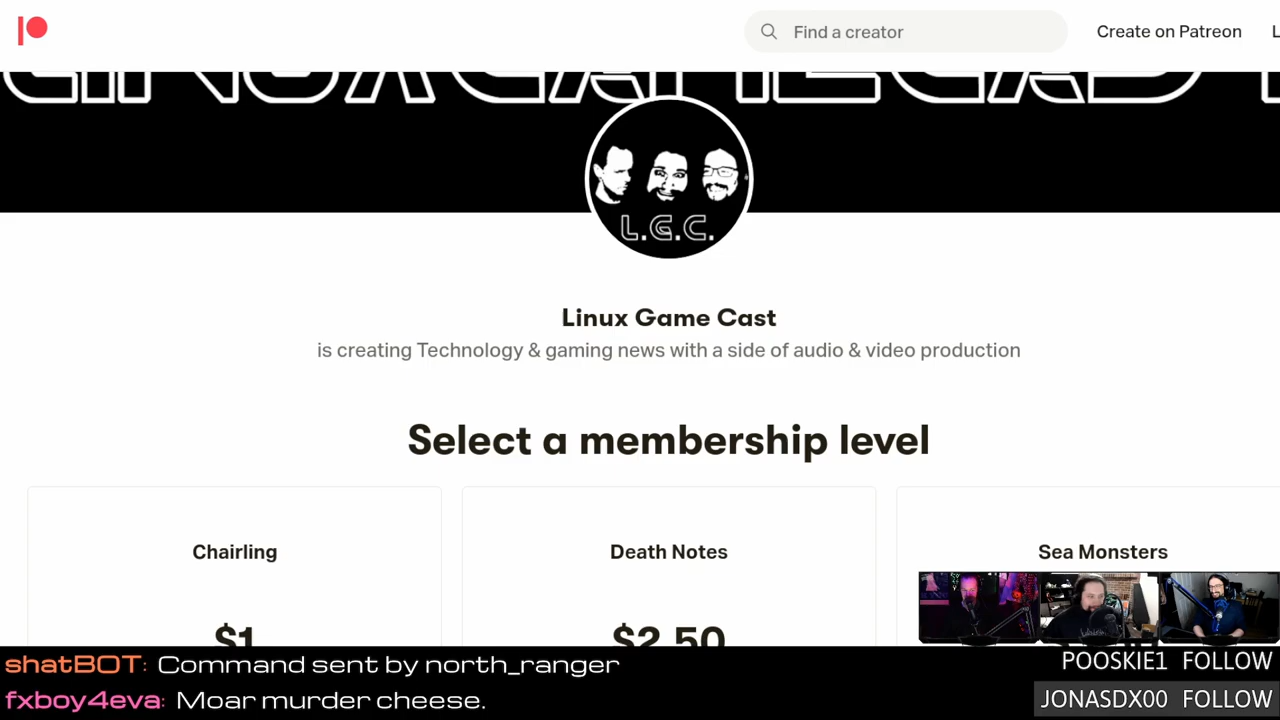 Find a creator
Create on Patreon
LINUXGAMECAST
L.G.C.
Linux Game Cast
is creating Technology & gaming news with a side of audio & video production
Select a membership level
Chairling
Death Notes
Sea Monsters
$1
$2.50
shatBOT: Command sent by north_ranger
fxboy4eva: Moar murder cheese.
POOSKIE1 FOLLOW
JONASDX00 FOLLOW